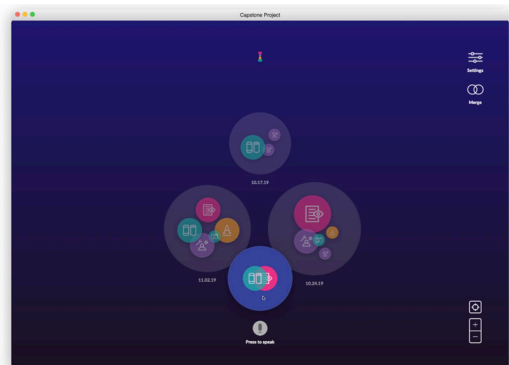 Capstone Project
Settings
Merge
10.17.19
11.02.19
10.24.19
Press to speak